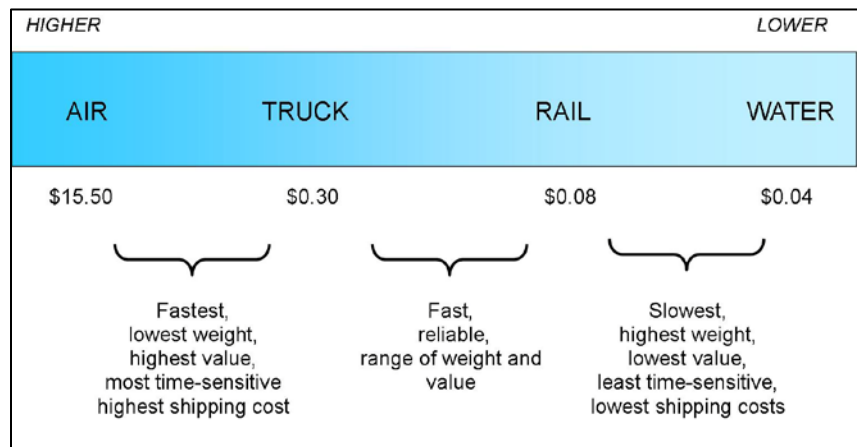 HIGHER LOWER
AIR TRUCK RAIL WATER
$15.50 $0.30 $0.08 $0.04
Fastest,
lowest weight,
highest value,
most time-sensitive
highest shipping cost
Fast,
reliable,
range of weight and
value
Slowest,
highest weight,
lowest value,
least time-sensitive,
lowest shipping costs